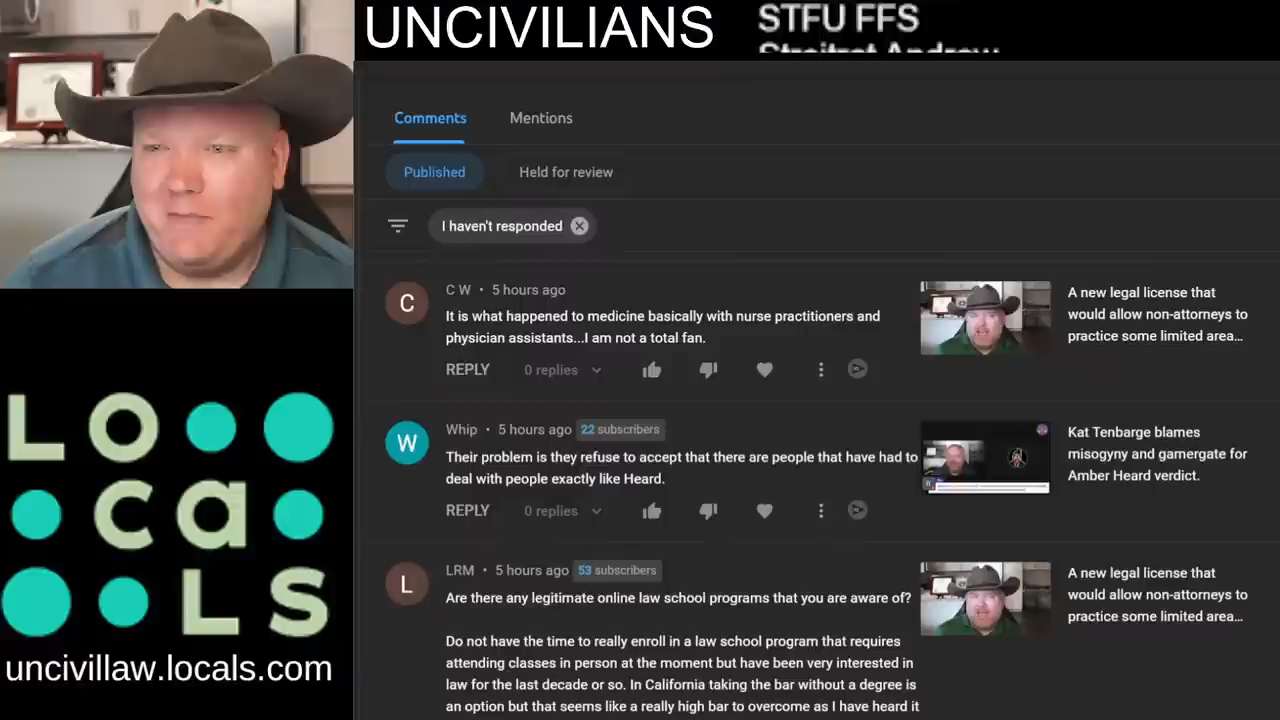 UNCIVILIANS
STFU FFS
Streitzat Andrew
Comments
Mentions
Published
Held for review
I haven't responded
C
C W • 5 hours ago
It is what happened to medicine basically with nurse practitioners and
physician assistants...I am not a total fan.
REPLY
0 replies
A new legal license that
would allow non-attorneys to
practice some limited area...
W
Whip • 5 hours ago 22 subscribers
Their problem is they refuse to accept that there are people that have had to
deal with people exactly like Heard.
REPLY
0 replies
Kat Tenbarge blames
misogyny and gamergate for
Amber Heard verdict.
L
LRM • 5 hours ago 53 subscribers
Are there any legitimate online law school programs that you are aware of?
Do not have the time to really enroll in a law school program that requires
attending classes in person at the moment but have been very interested in
law for the last decade or so. In California taking the bar without a degree is
an option but that seems like a really high bar to overcome as I have heard it
A new legal license that
would allow non-attorneys to
practice some limited area...
LO
ca
LS
uncivillaw.locals.com